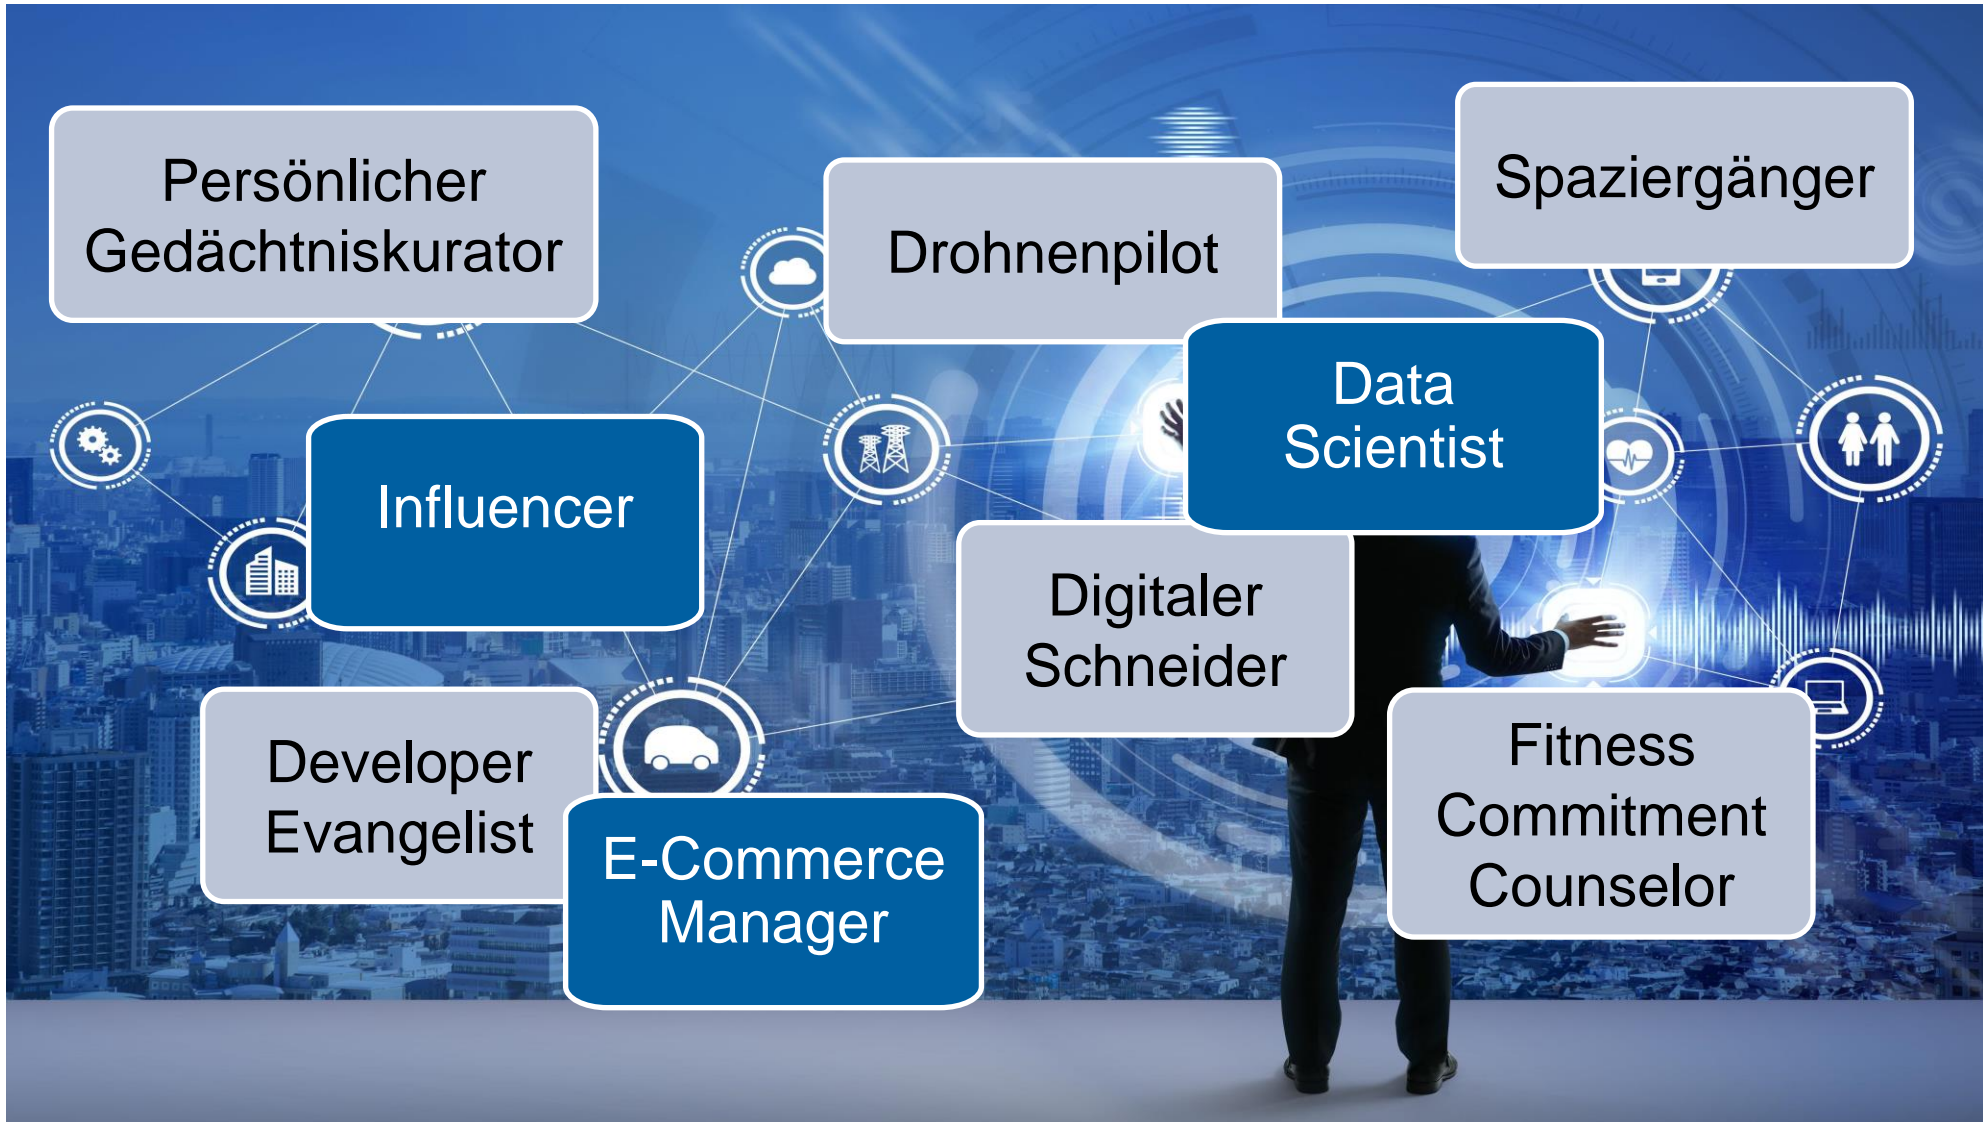 Persönlicher
Gedächtniskurator
Drohnenpilot
Spaziergänger
Influencer
Data
Scientist
Digitaler
Schneider
Developer
Evangelist
E-Commerce
Manager
Fitness
Commitment
Counselor